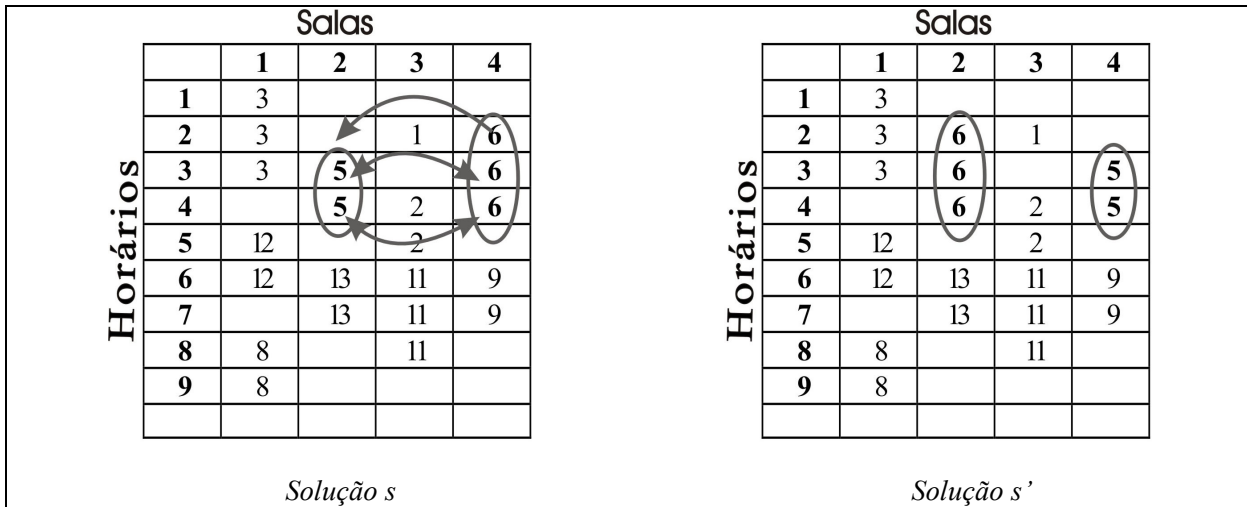 Salas
Horários
1 2 3 4
1 3
2 3 1 6
3 3 5 6
4 5 2 6
5 12 2
6 12 13 11 9
7 13 11 9
8 8 11
9 8
Solução s
Salas
Horários
1 2 3 4
1 3
2 3 6 1
3 3 6 5
4 6 2 5
5 12 2
6 12 13 11 9
7 13 11 9
8 8 11
9 8
Solução s’